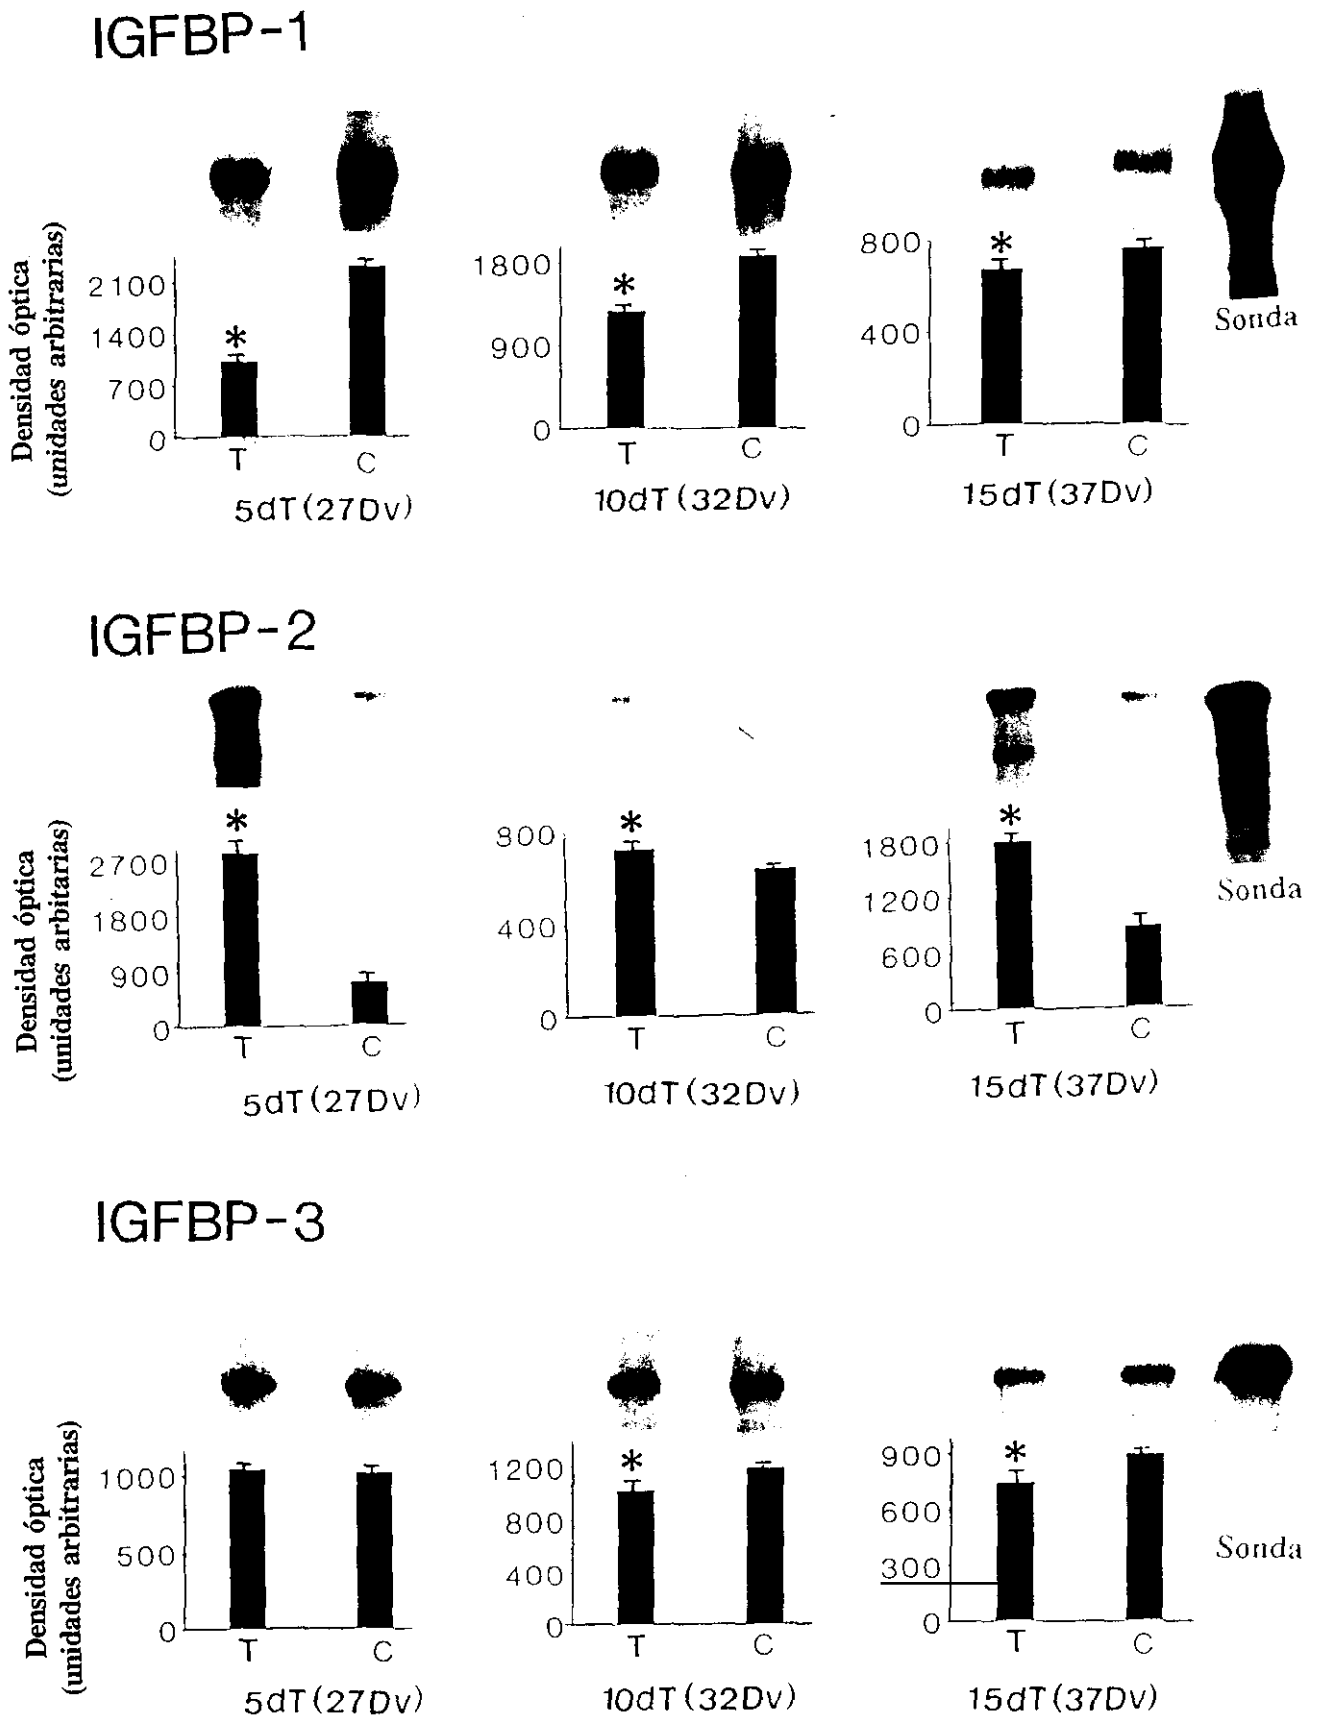 IGFBP-1
Densidad óptica
(unidades arbitrarias)
2100
1400
700
0
*
T
C
5dT(27Dv)
1800
900
0
*
T
C
10dT(32Dv)
800
400
0
*
T
C
15dT(37Dv)
Sonda
IGFBP-2
Densidad óptica
(unidades arbitarias)
2700
1800
900
0
*
T
C
5dT(27Dv)
800
400
0
*
T
C
10dT(32Dv)
1800
1200
600
0
*
T
C
15dT(37Dv)
Sonda
IGFBP-3
Densidad óptica
(unidades arbitrarias)
1000
500
0
T
C
5dT(27Dv)
1200
800
400
0
*
T
C
10dT(32Dv)
900
600
300
0
*
T
C
15dT(37Dv)
Sonda